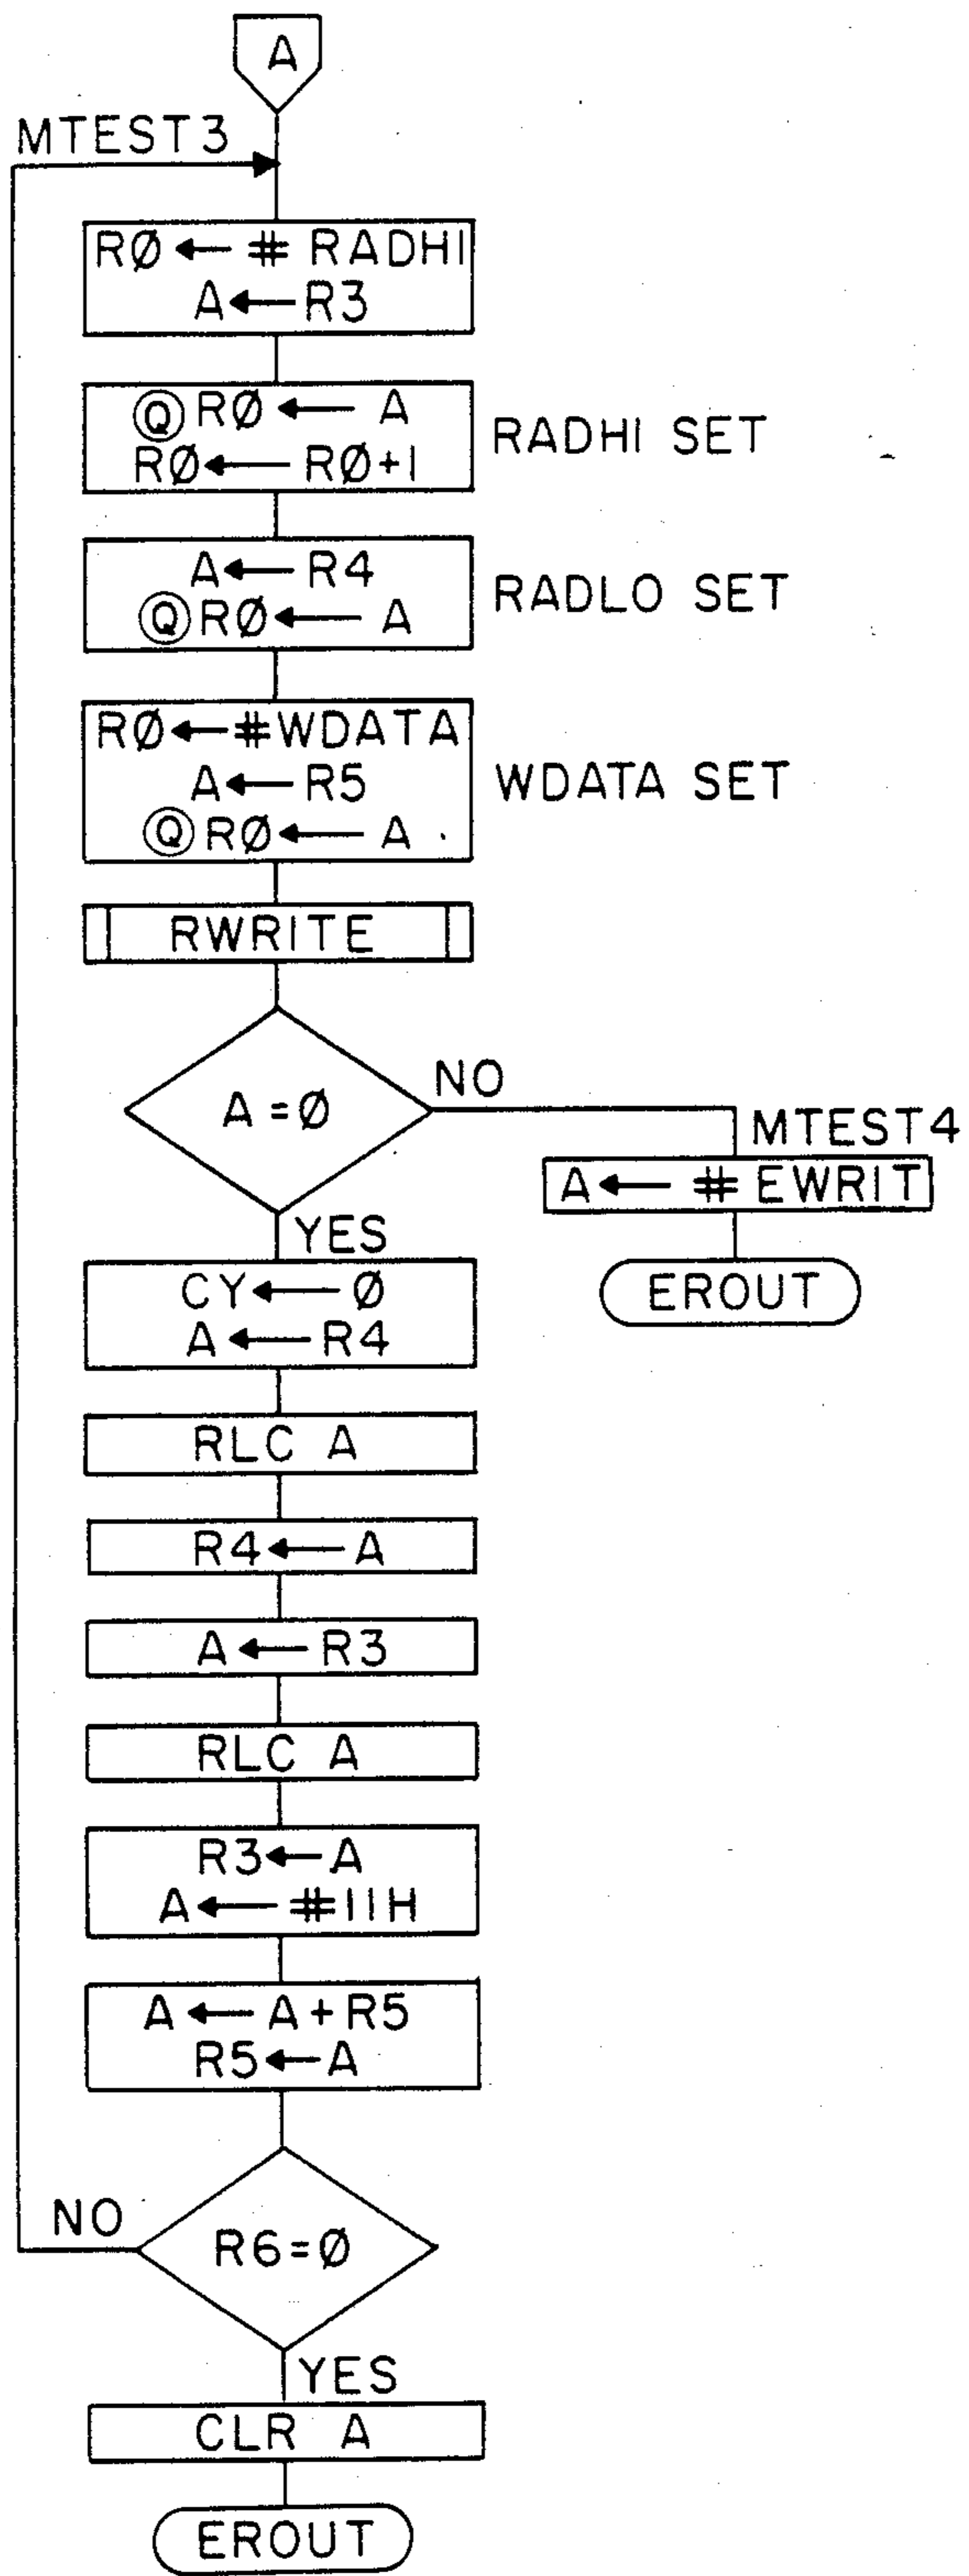 A
MTEST3
RØ ← # RADHI
A ← R3
Ⓠ RØ ← A
RØ ← RØ+1
RADHI SET
A ← R4
Ⓠ RØ ← A
RADLO SET
RØ ← #WDATA
A ← R5
Ⓠ RØ ← A
WDATA SET
RWRITE
A = Ø
NO
MTEST4
A ← # EWRIT
EROUT
YES
CY ← Ø
A ← R4
RLC A
R4 ← A
A ← R3
RLC A
R3 ← A
A ← #11H
A ← A + R5
R5 ← A
R6 = Ø
NO
YES
CLR A
EROUT